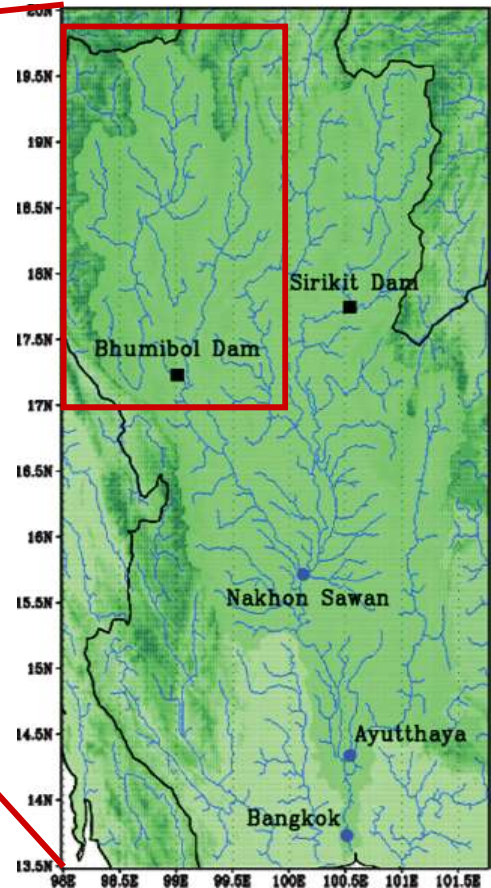 20N
19.5N
19N
18.5N
18N
Sirikit Dam
17.5N
Bhumibol Dam
17N
16.5N
16N
15.5N
Nakhon Sawan
15N
14.5N
Ayutthaya
14N
Bangkok
13.5N
98E 98.5E 99E 99.5E 100E 100.5E 101E 101.5E